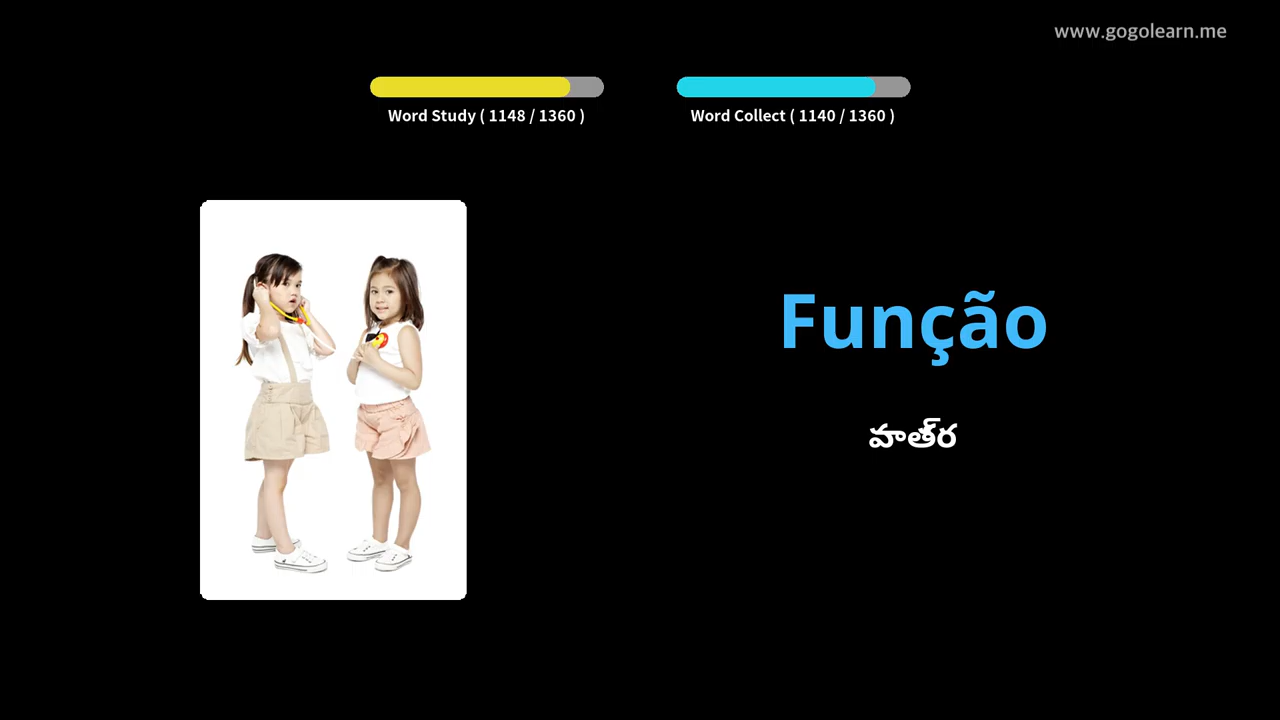 www.gogolearn.me
Word Study ( 1148 / 1360 )
Word Collect ( 1140 / 1360 )
Função
పాత్ర